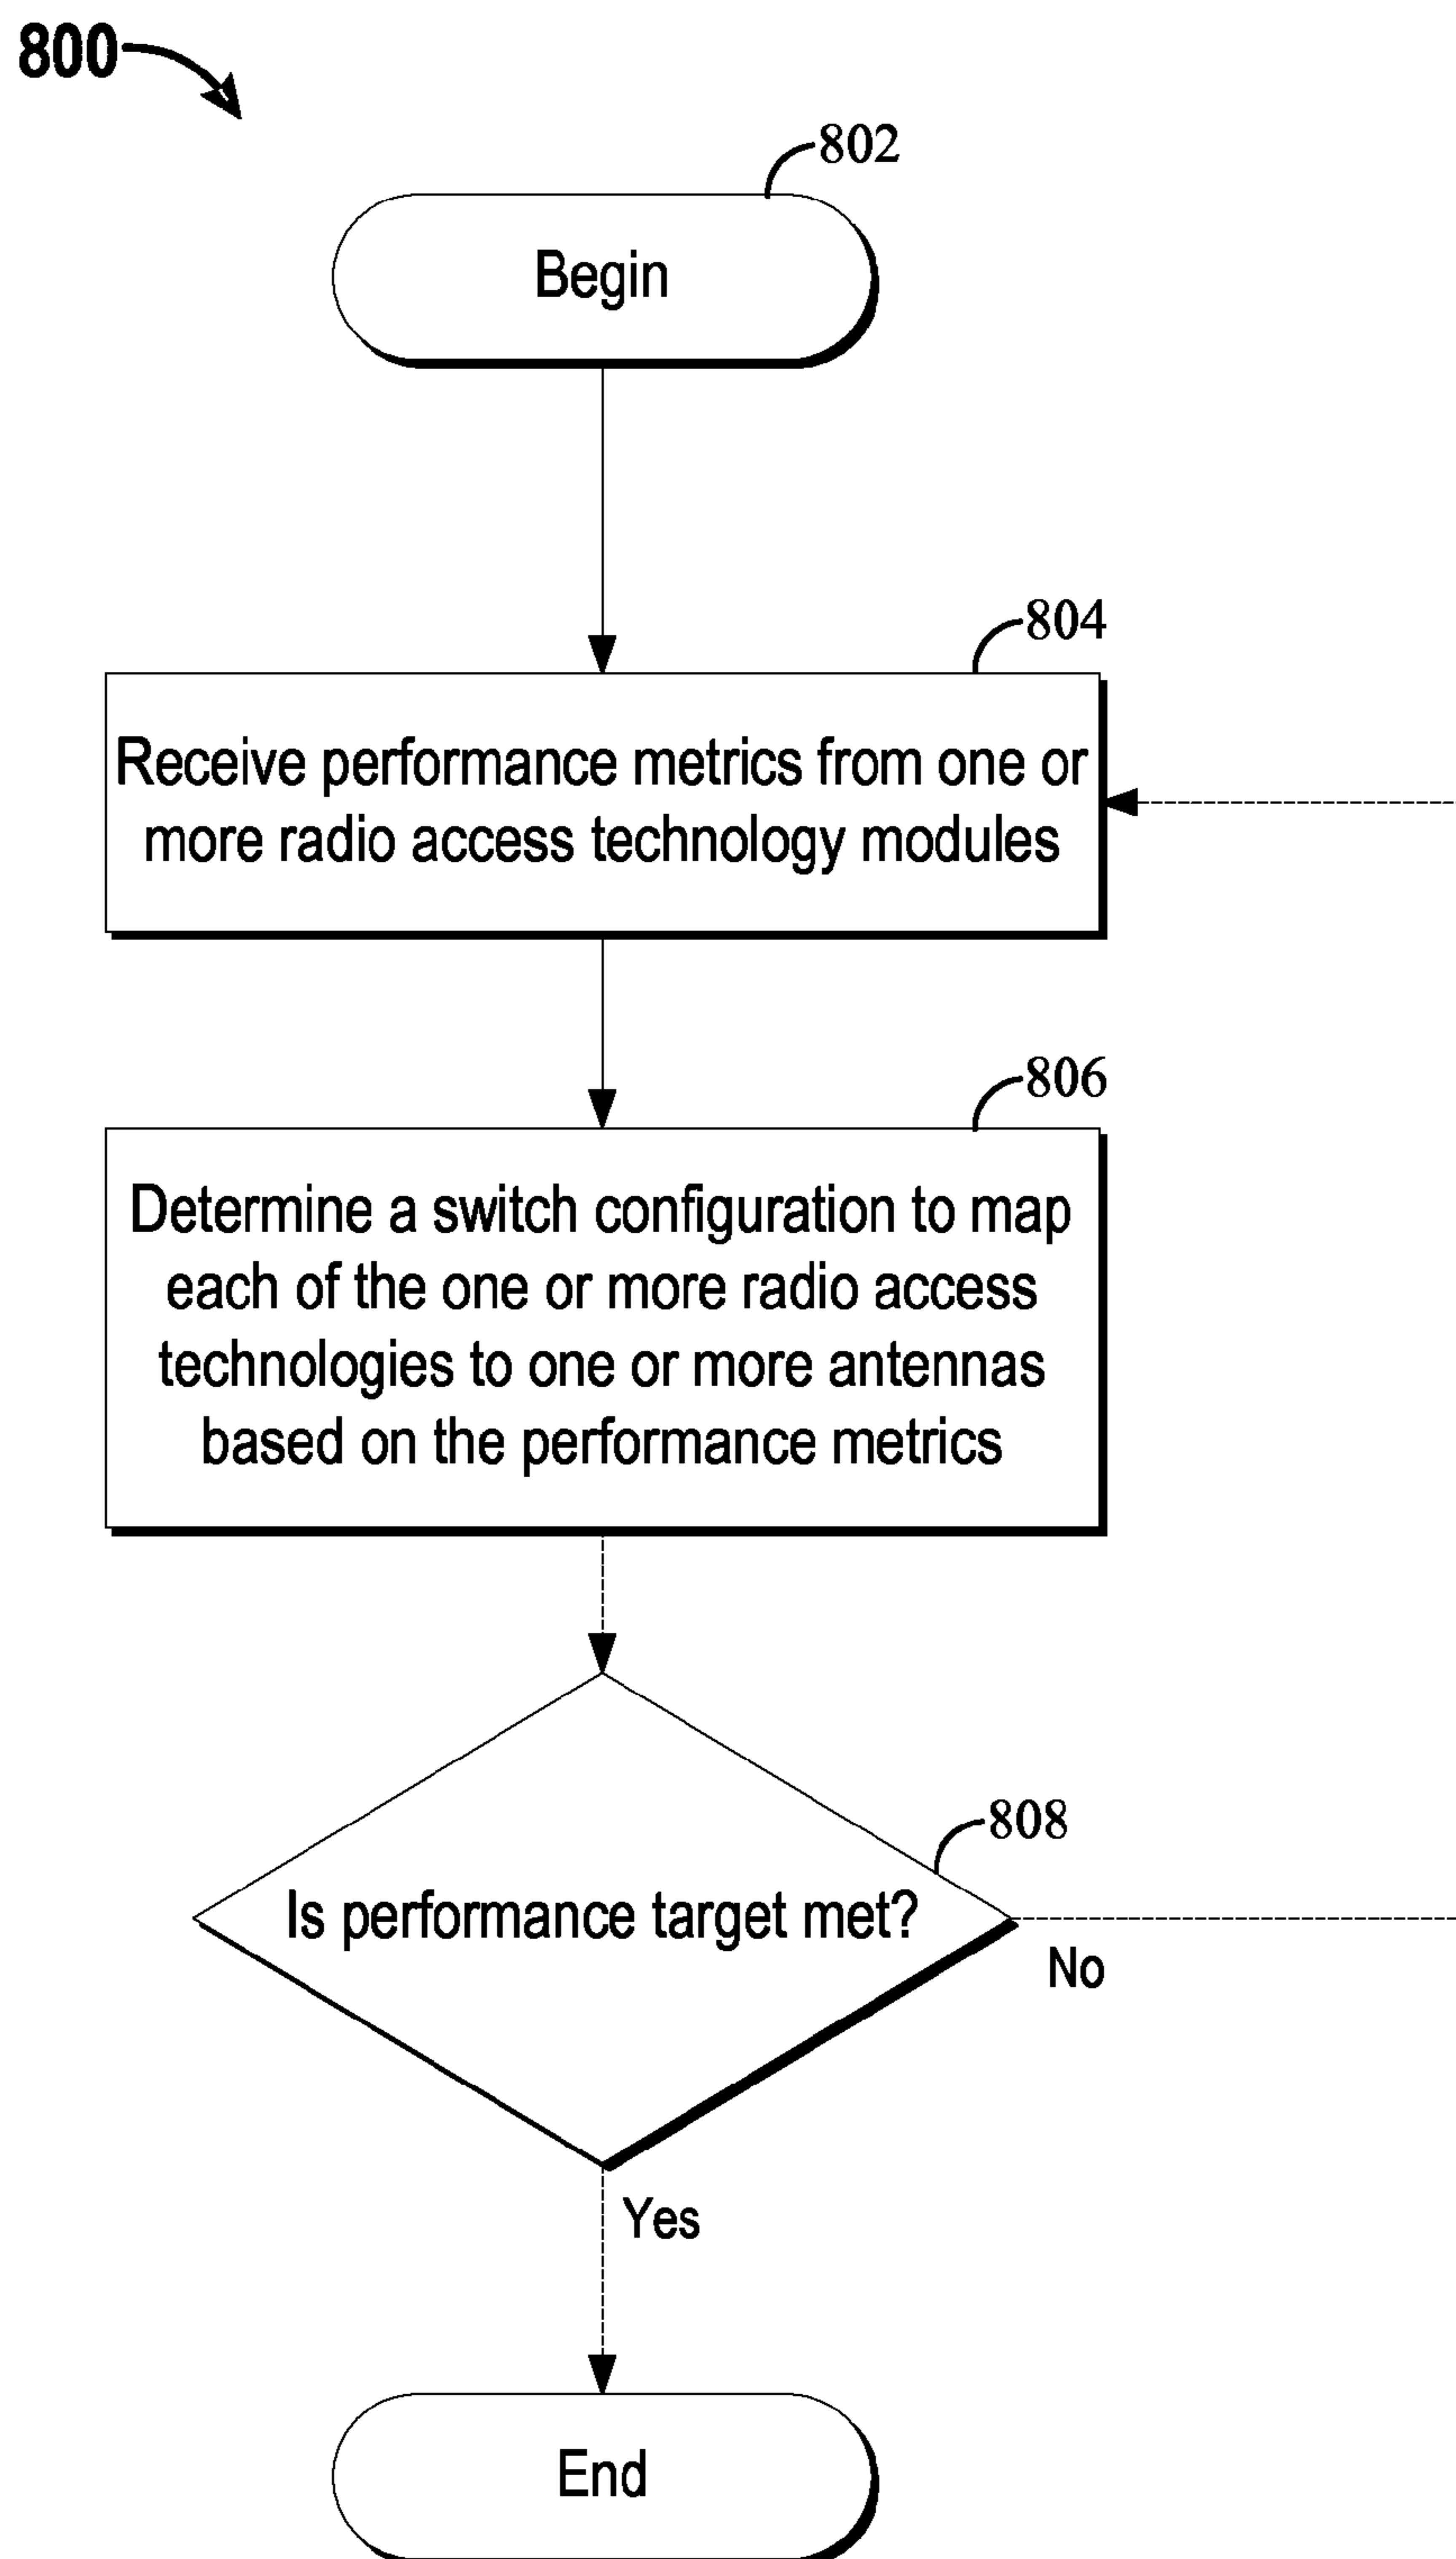 800
802
Begin
804
Receive performance metrics from one or
more radio access technology modules
806
Determine a switch configuration to map
each of the one or more radio access
technologies to one or more antennas
based on the performance metrics
808
Is performance target met?
No
Yes
End